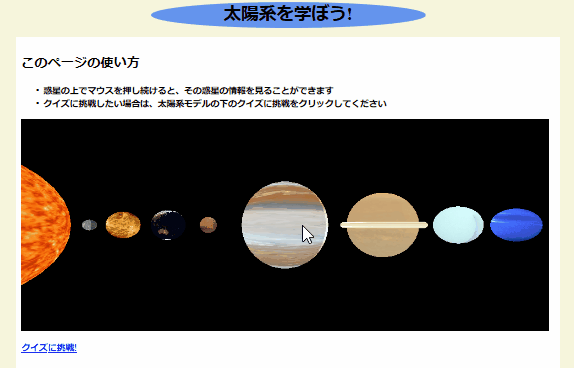 太陽系を学ぼう!
このページの使い方
・ 惑星の上でマウスを押し続けると、その惑星の情報を見ることができます
・ クイズに挑戦したい場合は、太陽系モデルの下のクイズに挑戦をクリックしてください
クイズに挑戦!